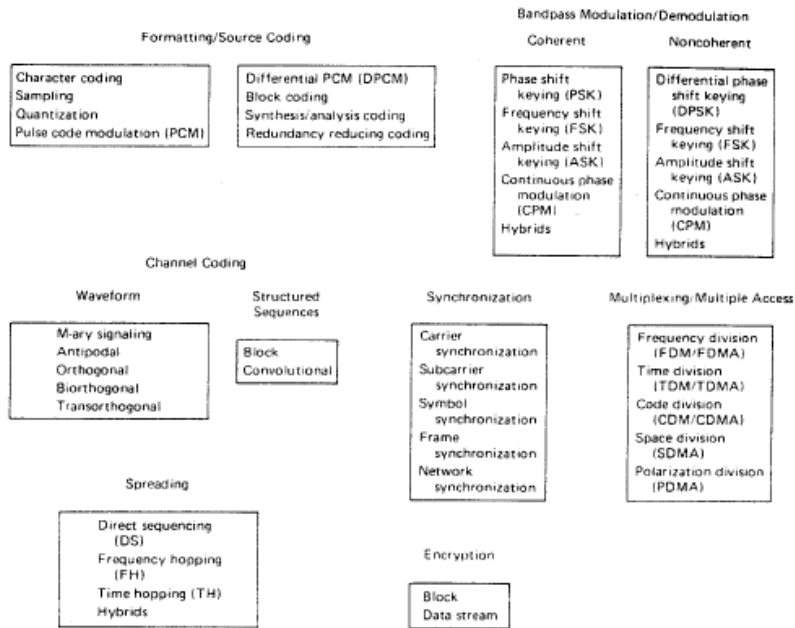 Formatting/Source Coding
Character coding
Sampling
Quantization
Pulse code modulation (PCM)
Differential PCM (DPCM)
Block coding
Synthesis/analysis coding
Redundancy reducing coding
Bandpass Modulation/Demodulation
Coherent
Phase shift
keying (PSK)
Frequency shift
keying (FSK)
Amplitude shift
keying (ASK)
Continuous phase
modulation
(CPM)
Hybrids
Noncoherent
Differential phase
shift keying
(DPSK)
Frequency shift
keying (FSK)
Amplitude shift
keying (ASK)
Continuous phase
modulation
(CPM)
Hybrids
Channel Coding
Waveform
M-ary signaling
Antipodal
Orthogonal
Biorthogonal
Transorthogonal
Structured
Sequences
Block
Convolutional
Synchronization
Carrier
synchronization
Subcarrier
synchronization
Symbol
synchronization
Frame
synchronization
Network
synchronization
Multiplexing/Multiple Access
Frequency division
(FDM/FDMA)
Time division
(TDM/TDMA)
Code division
(CDM/CDMA)
Space division
(SDMA)
Polarization division
(PDMA)
Spreading
Direct sequencing
(DS)
Frequency hopping
(FH)
Time hopping (TH)
Hybrids
Encryption
Block
Data stream